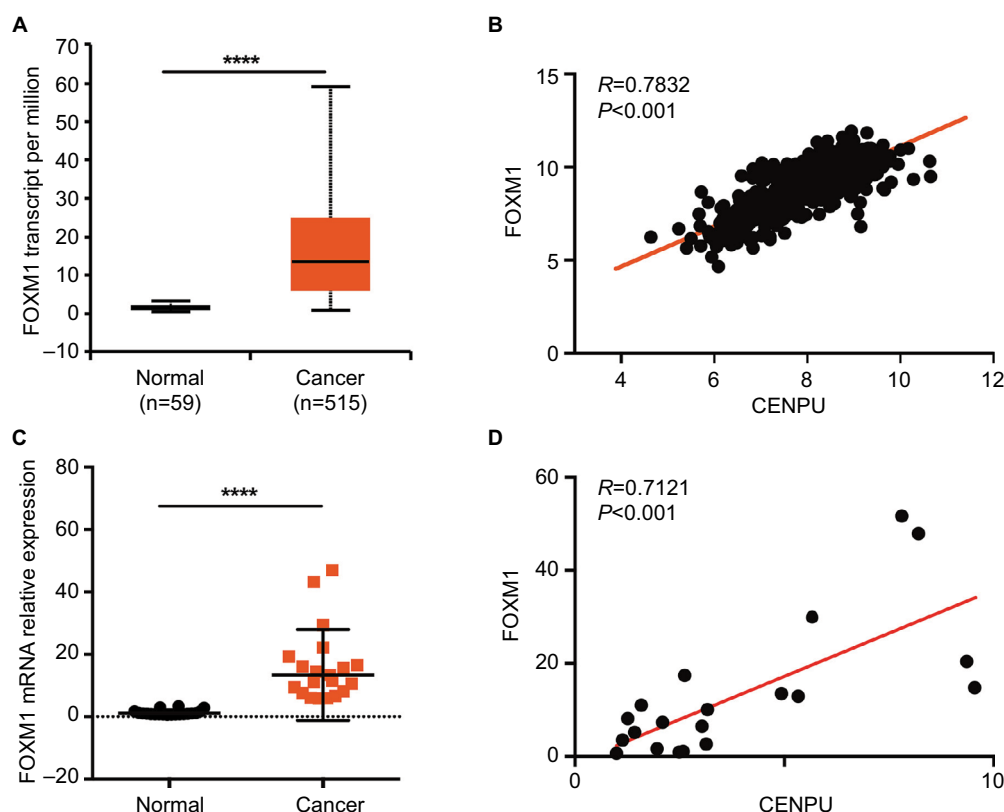 A
FOXM1 transcript per million
70
60
50
40
30
20
10
0
–10
****
Normal
(n=59)
Cancer
(n=515)
B
FOXM1
15
10
5
0
R=0.7832
P<0.001
4
6
8
10
12
CENPU
C
FOXM1 mRNA relative expression
80
60
40
20
0
–20
****
Normal
Cancer
D
FOXM1
60
40
20
0
R=0.7121
P<0.001
0
10
CENPU